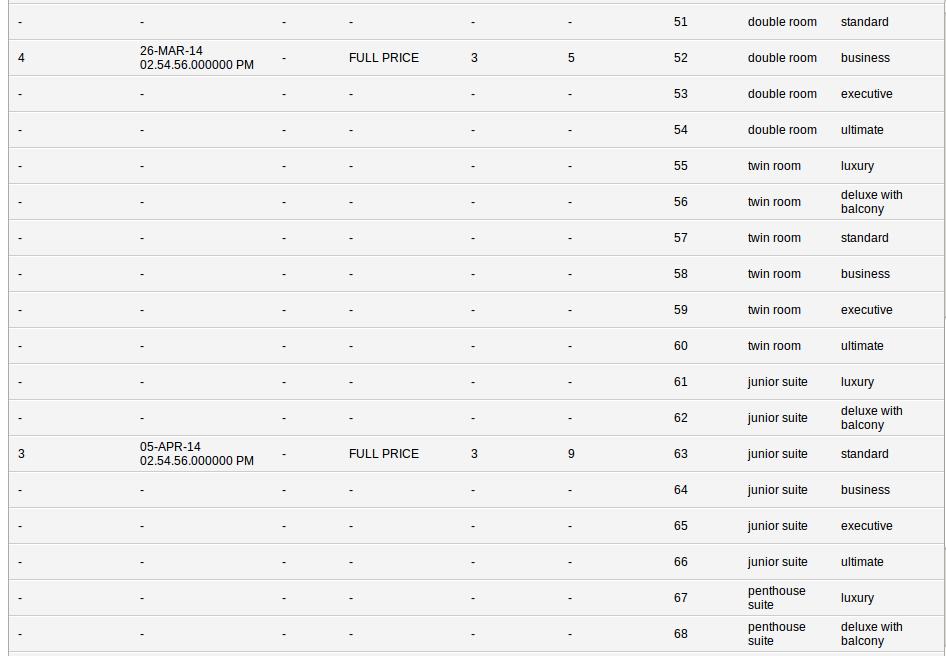 - - - - - - 51 double room standard
4 26-MAR-14 02.54.56.000000 PM - FULL PRICE 3 5 52 double room business
- - - - - - 53 double room executive
- - - - - - 54 double room ultimate
- - - - - - 55 twin room luxury
- - - - - - 56 twin room deluxe with balcony
- - - - - - 57 twin room standard
- - - - - - 58 twin room business
- - - - - - 59 twin room executive
- - - - - - 60 twin room ultimate
- - - - - - 61 junior suite luxury
- - - - - - 62 junior suite deluxe with balcony
3 05-APR-14 02.54.56.000000 PM - FULL PRICE 3 9 63 junior suite standard
- - - - - - 64 junior suite business
- - - - - - 65 junior suite executive
- - - - - - 66 junior suite ultimate
- - - - - - 67 penthouse suite luxury
- - - - - - 68 penthouse suite deluxe with balcony